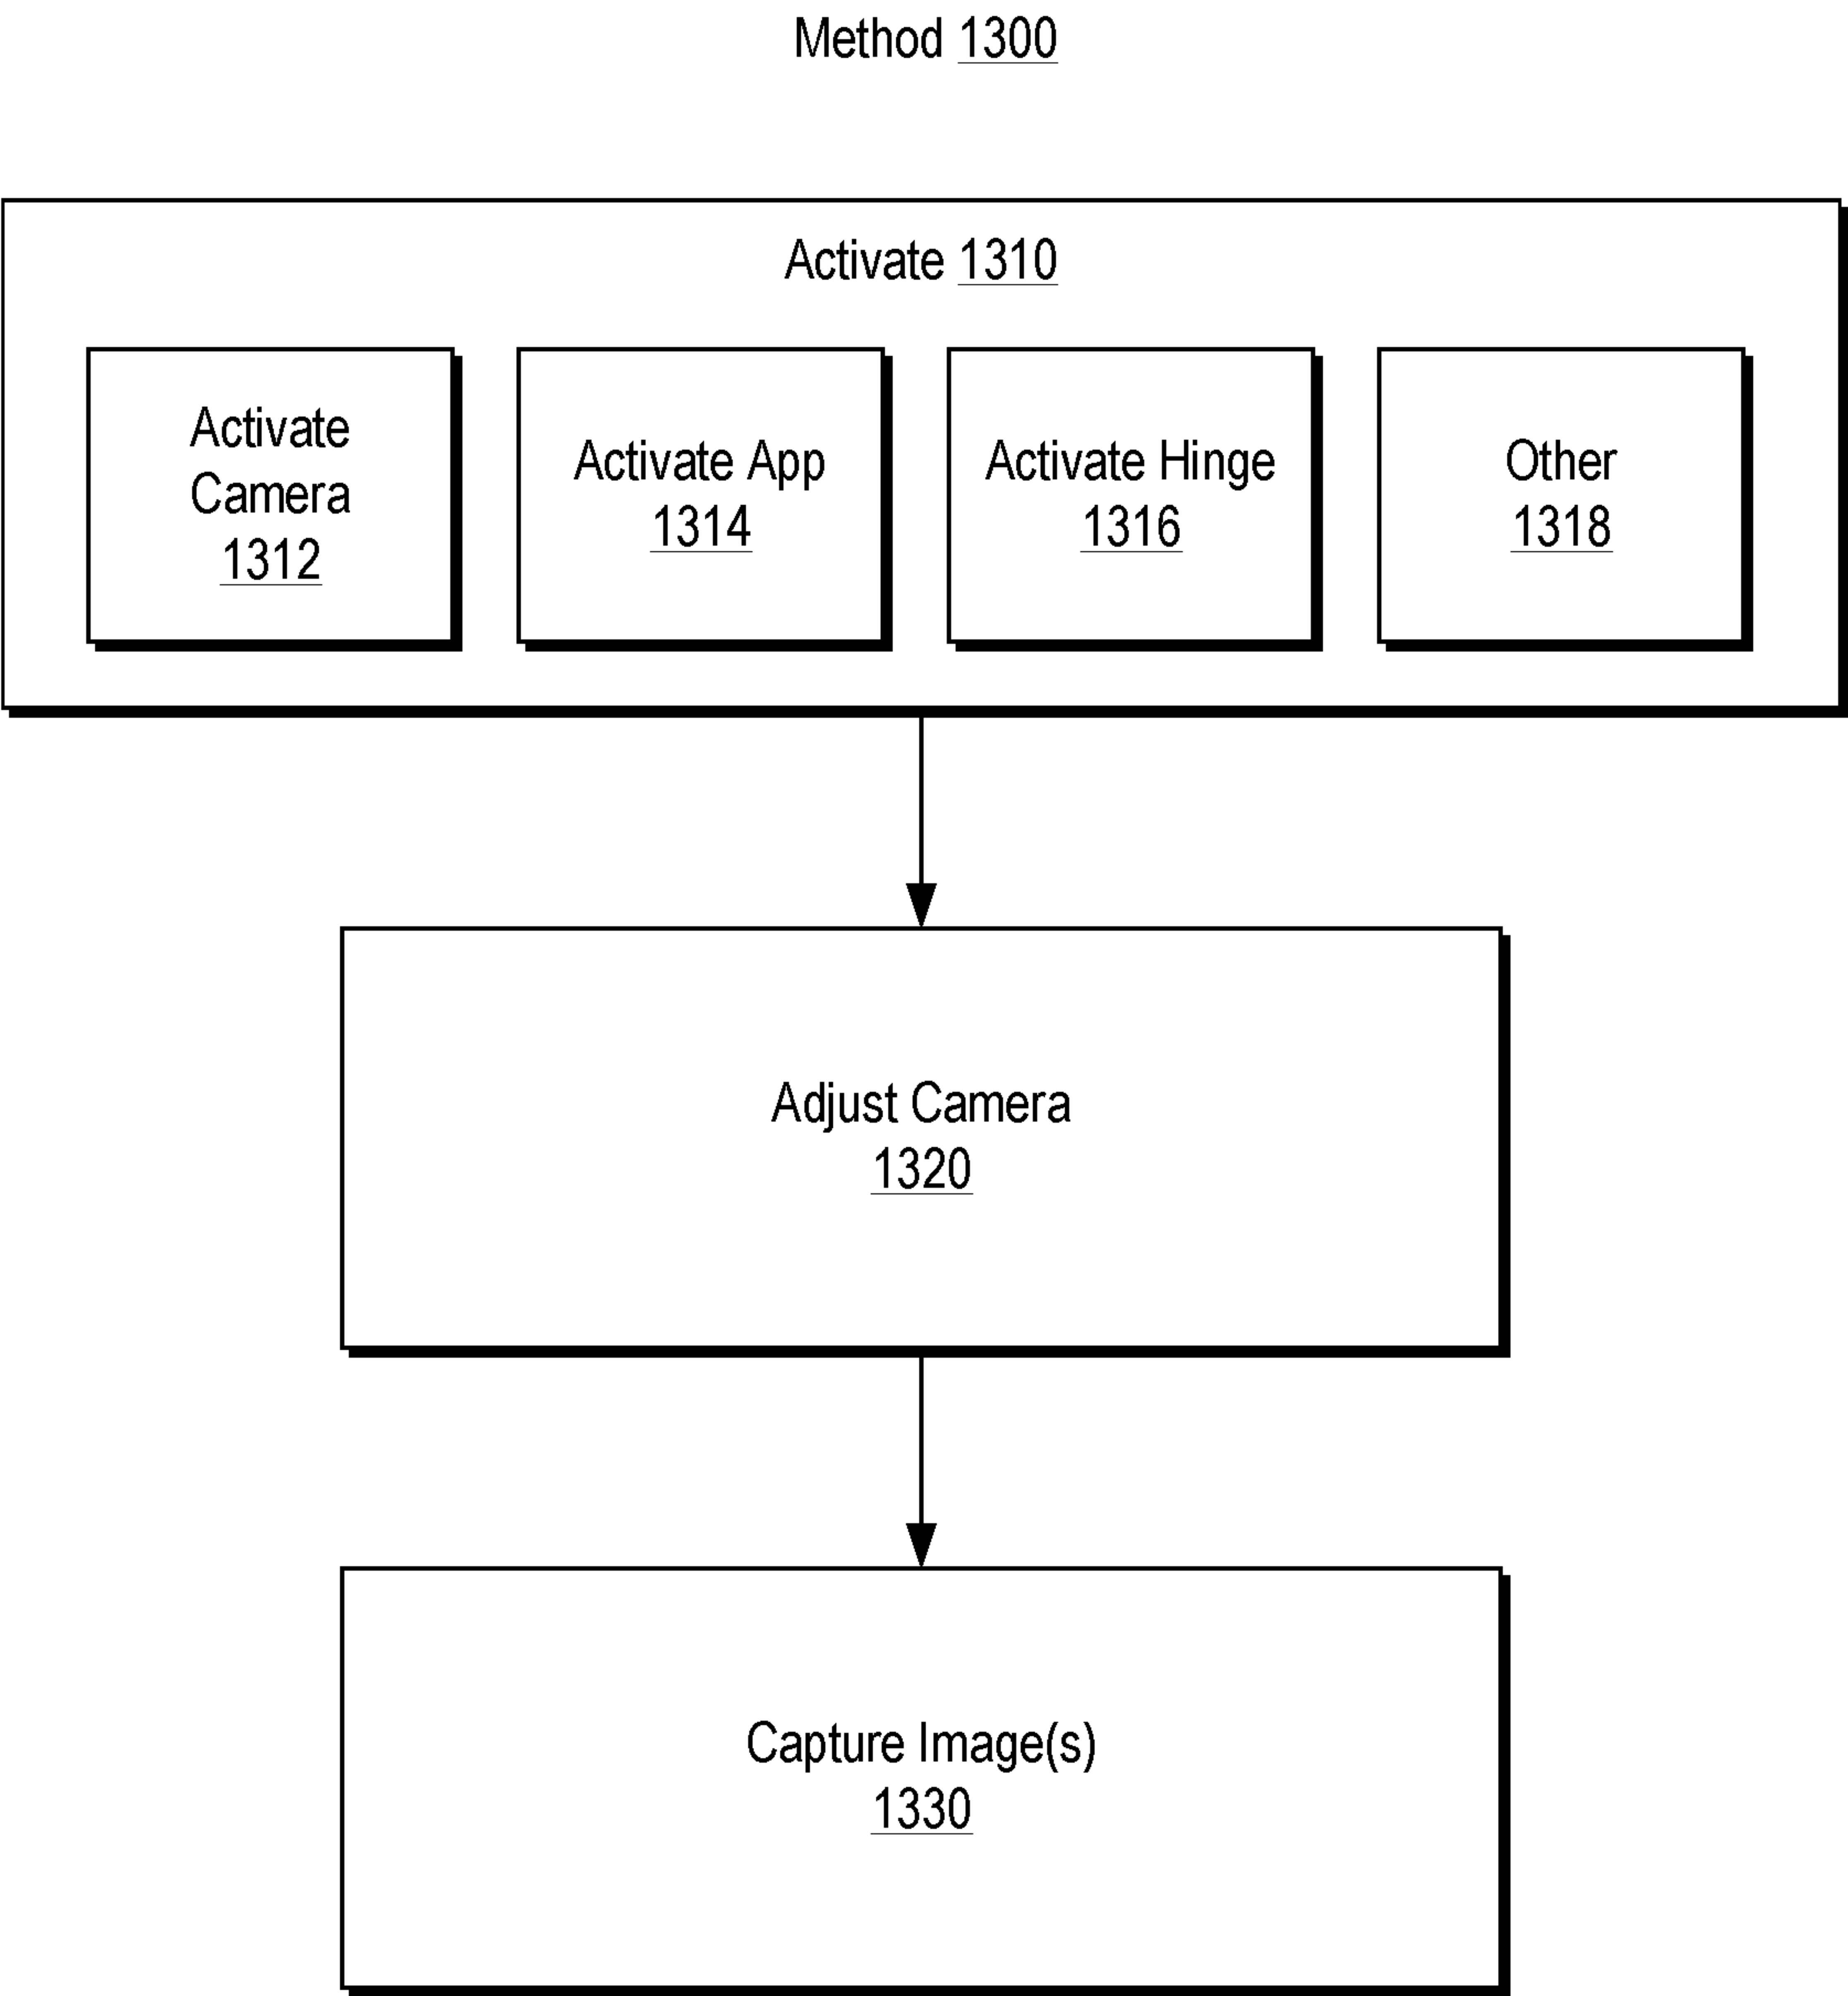 Method 1300
Activate 1310
Activate
Camera
1312
Activate App
1314
Activate Hinge
1316
Other
1318
Adjust Camera
1320
Capture Image(s)
1330